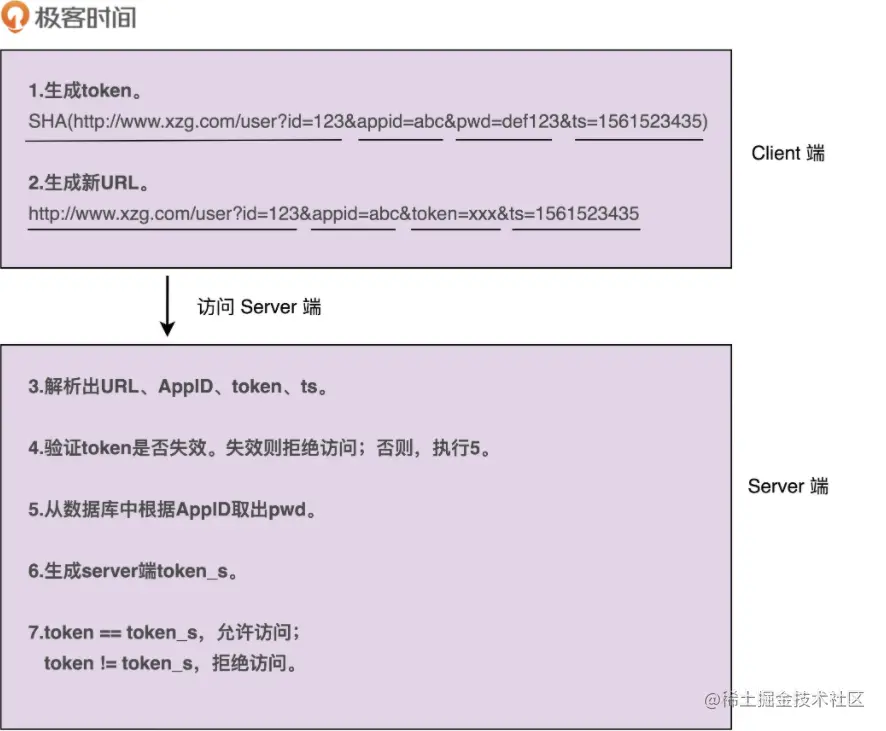 极客时间
1.生成token。
SHA(http://www.xzg.com/user?id=123&appid=abc&pwd=def123&ts=1561523435)
Client 端
2.生成新URL。
http://www.xzg.com/user?id=123&appid=abc&token=xxx&ts=1561523435
访问 Server 端
3.解析出URL、AppID、token、ts。
4.验证token是否失效。失效则拒绝访问；否则，执行5。
Server 端
5.从数据库中根据AppID取出pwd。
6.生成server端token_s。
7.token == token_s，允许访问；
token != token_s，拒绝访问。
@稀土掘金技术社区